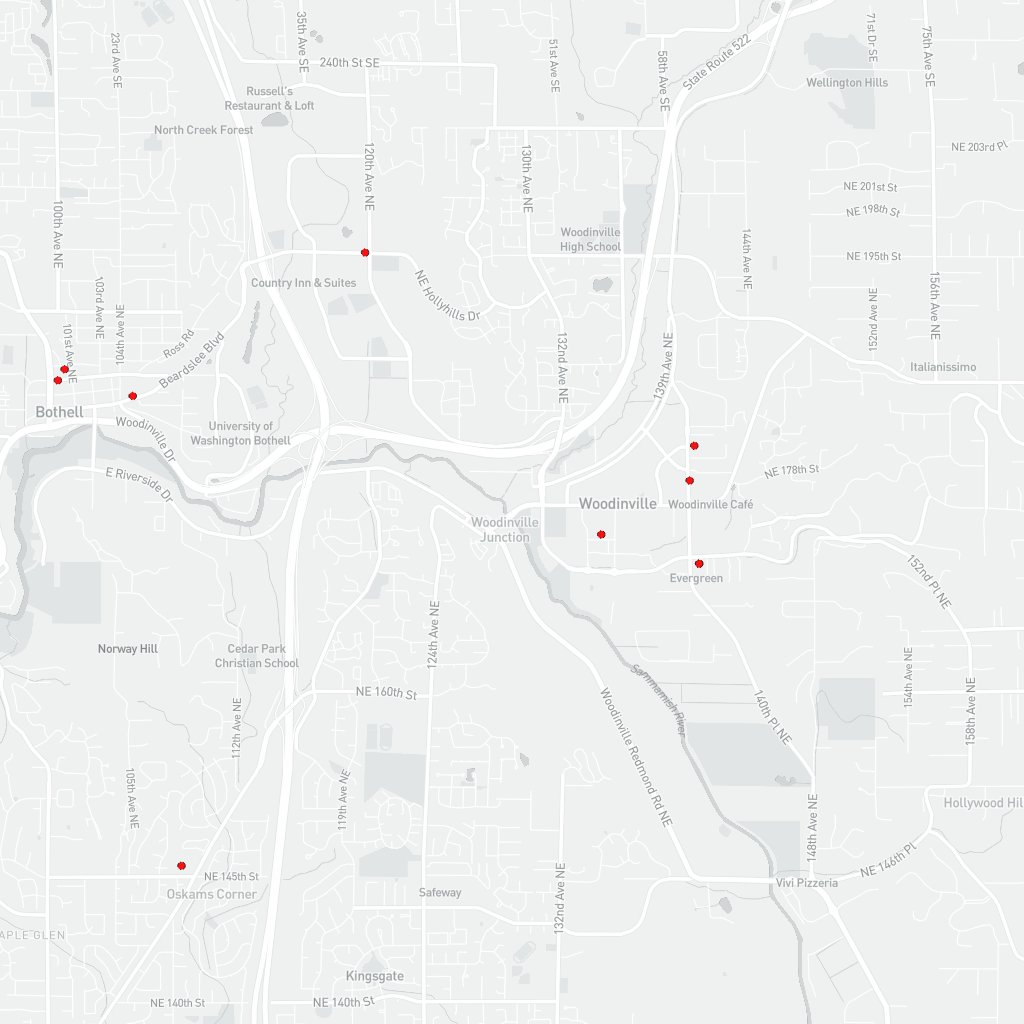 35th Ave SE
23rd Ave SE
240th St SE
51st Ave SE
58th Ave SE
State Route 522
71st Dr SE
75th Ave SE
Wellington Hills
Russell's
Restaurant & Loft
North Creek Forest
120th Ave NE
130th Ave NE
NE 203rd Pl
NE 201st St
NE 198th St
100th Ave NE
Woodinville
High School
144th Ave NE
NE 195th St
Country Inn & Suites
NE Hollyhills Dr
103rd Ave NE
104th Ave NE
101st Ave NE
Ross Rd
Beardslee Blvd
132nd Ave NE
139th Ave NE
152nd Ave NE
156th Ave NE
Italianissimo
Bothell
Woodinville Dr
University of
Washington Bothell
E Riverside Dr
NE 178th St
Woodinville
Woodinville Café
Woodinville
Junction
Evergreen
152nd Pl NE
124th Ave NE
Norway Hill
Cedar Park
Christian School
NE 160th St
Sammamish River
112th Ave NE
Woodinville Redmond Rd NE
140th Pl NE
154th Ave NE
158th Ave NE
105th Ave NE
119th Ave NE
148th Ave NE
Hollywood Hil
NE 146th Pl
NE 145th St
Oskams Corner
Safeway
132nd Ave NE
Vivi Pizzeria
APLE GLEN
Kingsgate
NE 140th St
NE 140th St